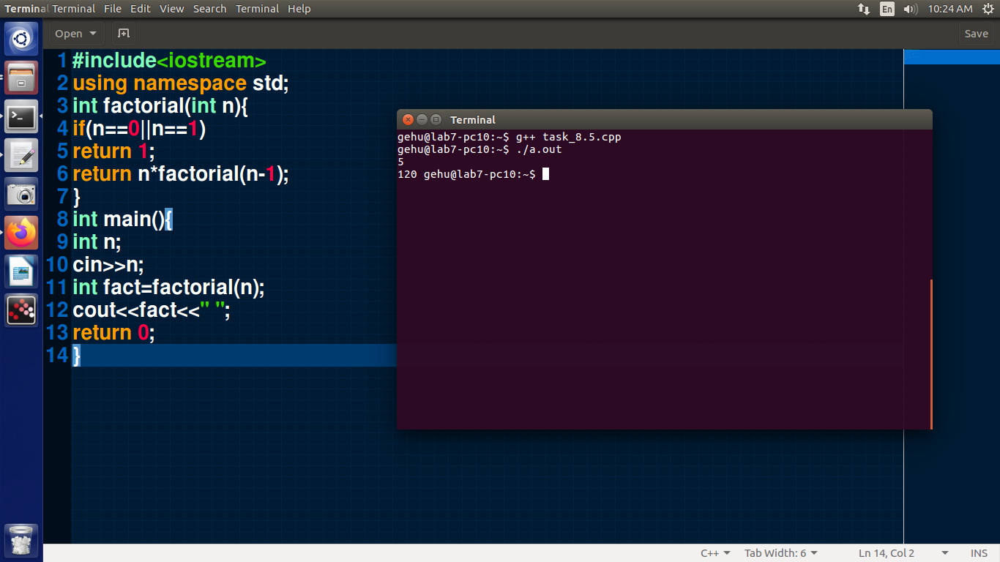 Terminal Terminal File Edit View Search Terminal Help En 10:24 AM
Open Save
1 #include<iostream>
2 using namespace std;
3 int factorial(int n){
4 if(n==0||n==1)
5 return 1;
6 return n*factorial(n-1);
7 }
8 int main(){
9 int n;
10 cin>>n;
11 int fact=factorial(n);
12 cout<<fact<<" ";
13 return 0;
14 }
Terminal
gehu@lab7-pc10:~$ g++ task_8.5.cpp
gehu@lab7-pc10:~$ ./a.out
5
120 gehu@lab7-pc10:~$
C++ Tab Width: 6 Ln 14, Col 2 INS